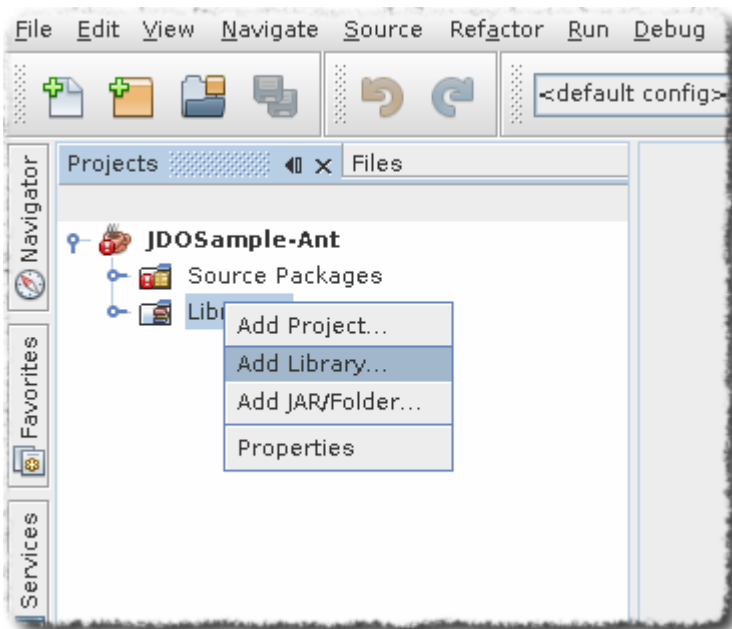 File Edit View Navigate Source Refactor Run Debug
<default config>
Projects Files
Navigator
JDOSample-Ant
Source Packages
Add Project...
Add Library...
Favorites
Add JAR/Folder...
Properties
Services